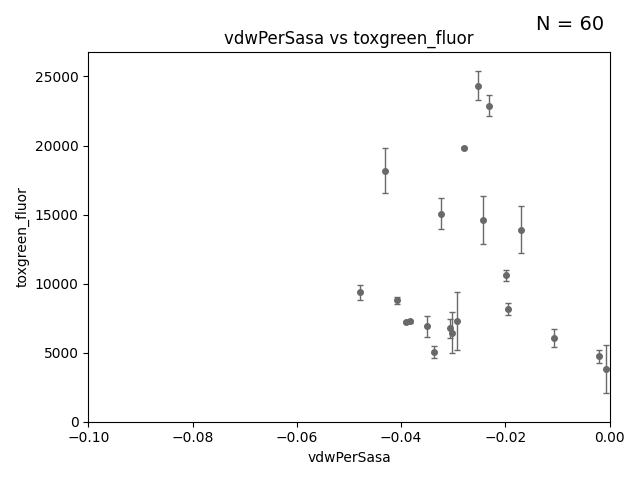 N = 60
vdwPerSasa vs toxgreen_fluor
25000
20000
15000
10000
5000
0
toxgreen_fluor
−0.10 −0.08 −0.06 −0.04 −0.02 0.00
vdwPerSasa